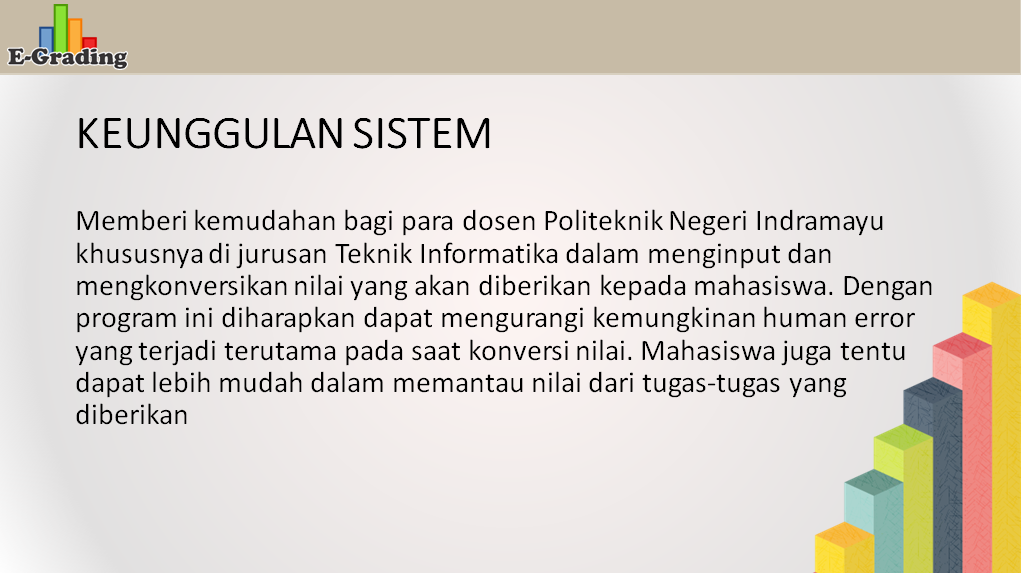 E-Grading
KEUNGGULAN SISTEM
Memberi kemudahan bagi para dosen Politeknik Negeri Indramayu
khususnya di jurusan Teknik Informatika dalam menginput dan
mengkonversikan nilai yang akan diberikan kepada mahasiswa. Dengan
program ini diharapkan dapat mengurangi kemungkinan human error
yang terjadi terutama pada saat konversi nilai. Mahasiswa juga tentu
dapat lebih mudah dalam memantau nilai dari tugas-tugas yang
diberikan